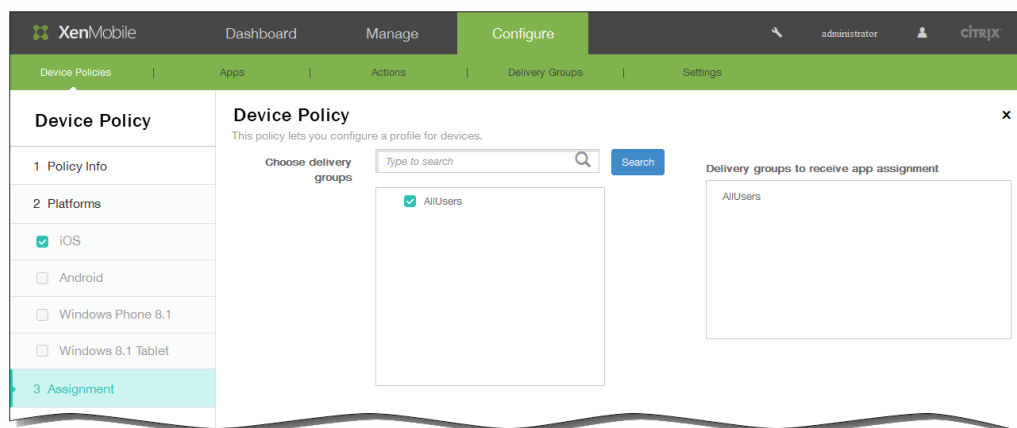 XenMobile Dashboard Manage Configure administrator CİTRIX
Device Policies | Apps | Actions | Delivery Groups | Settings
Device Policy
1 Policy Info
2 Platforms
iOS
Android
Windows Phone 8.1
Windows 8.1 Tablet
3 Assignment
Device Policy x
This policy lets you configure a profile for devices.
Choose delivery
groups
Type to search
Search
AllUsers
Delivery groups to receive app assignment
AllUsers